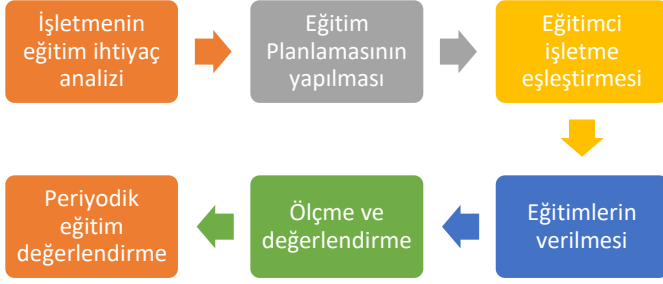 İşletmenin
eğitim ihtiyaç
analizi
Eğitim
Planlamasının
yapılması
Eğitimci
işletme
eşleştirmesi
Eğitimlerin
verilmesi
Ölçme ve
değerlendirme
Periyodik
eğitim
değerlendirme